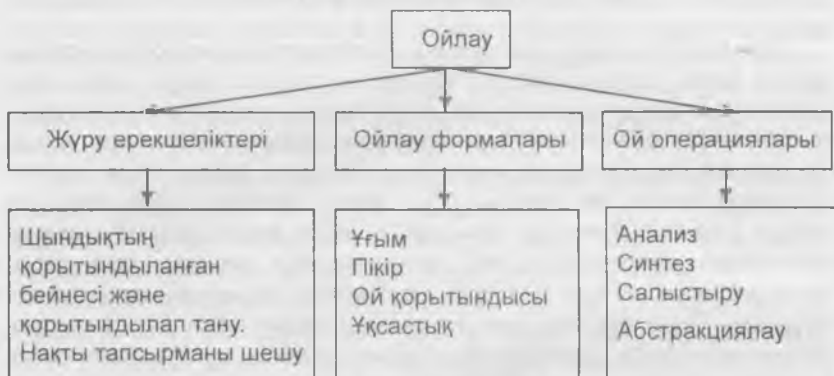 Ойлау
Жүру ерекшеліктері
Ойлау формалары
Ой операциялары
Шындықтың
қорытындыланған
бейнесі және
қорытындылап тану.
Нақты тапсырманы шешу
Ұғым
Пікір
Ой қорытындысы
Ұқсастық
Анализ
Синтез
Салыстыру
Абстракциялау